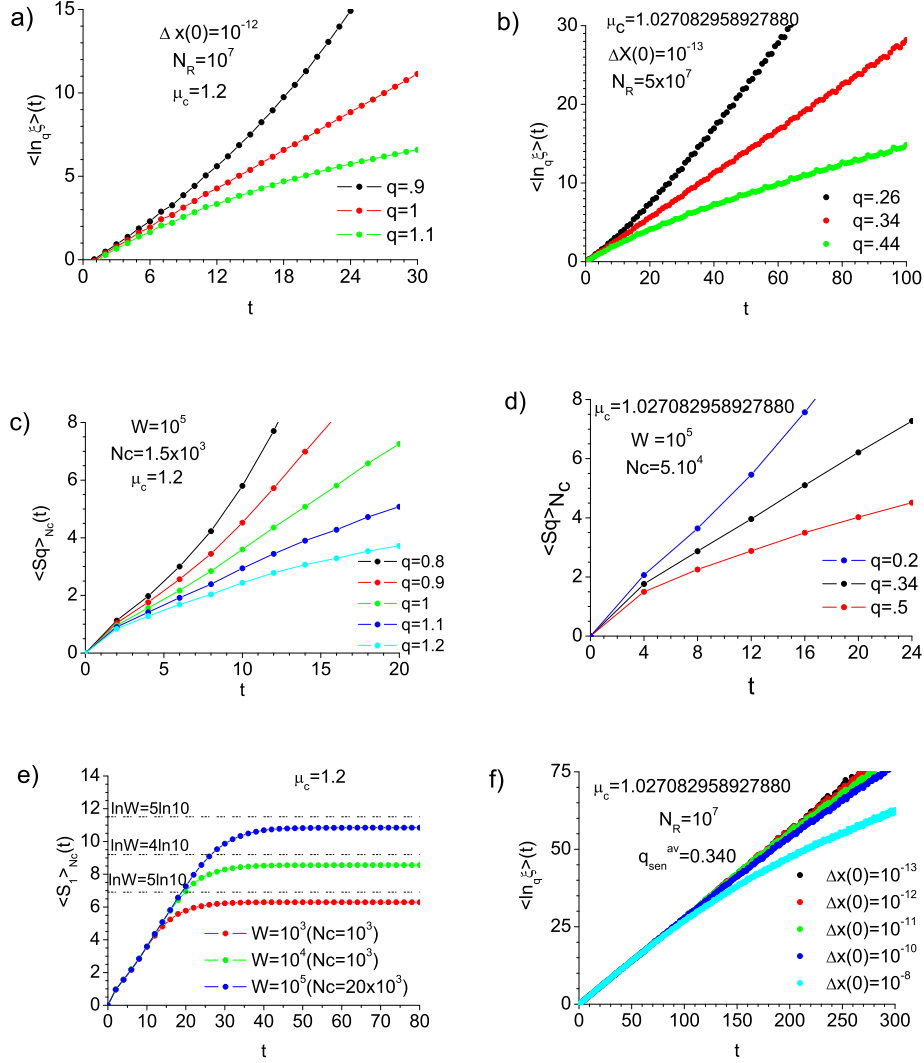 a)
Δ x(0)=10^-12
N_R=10^7
μ_c=1.2
<ln_qξ>(t)
15
10
5
0
0 6 12 18 24 30
t
q=.9
q=1
q=1.1
b)
μ_c=1.027082958927880
ΔX(0)=10^-13
N_R=5x10^7
<ln_qξ>(t)
30
20
10
0
0 20 40 60 80 100
t
q=.26
q=.34
q=.44
c)
W=10^5
Nc=1.5x10^3
μ_c=1.2
<Sq>_Nc(t)
8
6
4
2
0
0 5 10 15 20
t
q=0.8
q=0.9
q=1
q=1.1
q=1.2
d)
μ_c=1.027082958927880
W =10^5
Nc=5.10^4
<Sq>Nc
8
6
4
2
0
0 4 8 12 16 20 24
t
q=0.2
q=.34
q=.5
e)
μ_c=1.2
<S_1>_Nc(t)
14
12
10
8
6
4
2
0
lnW=5ln10
lnW=4ln10
lnW=5ln10
0 10 20 30 40 50 60 70 80
t
W=10^3(Nc=10^3)
W=10^4(Nc=10^3)
W=10^5(Nc=20x10^3)
f)
μ_c=1.027082958927880
N_R=10^7
q_sen^av=0.340
<ln_qξ>(t)
75
50
25
0
0 50 100 150 200 250 300
t
Δx(0)=10^-13
Δx(0)=10^-12
Δx(0)=10^-11
Δx(0)=10^-10
Δx(0)=10^-8